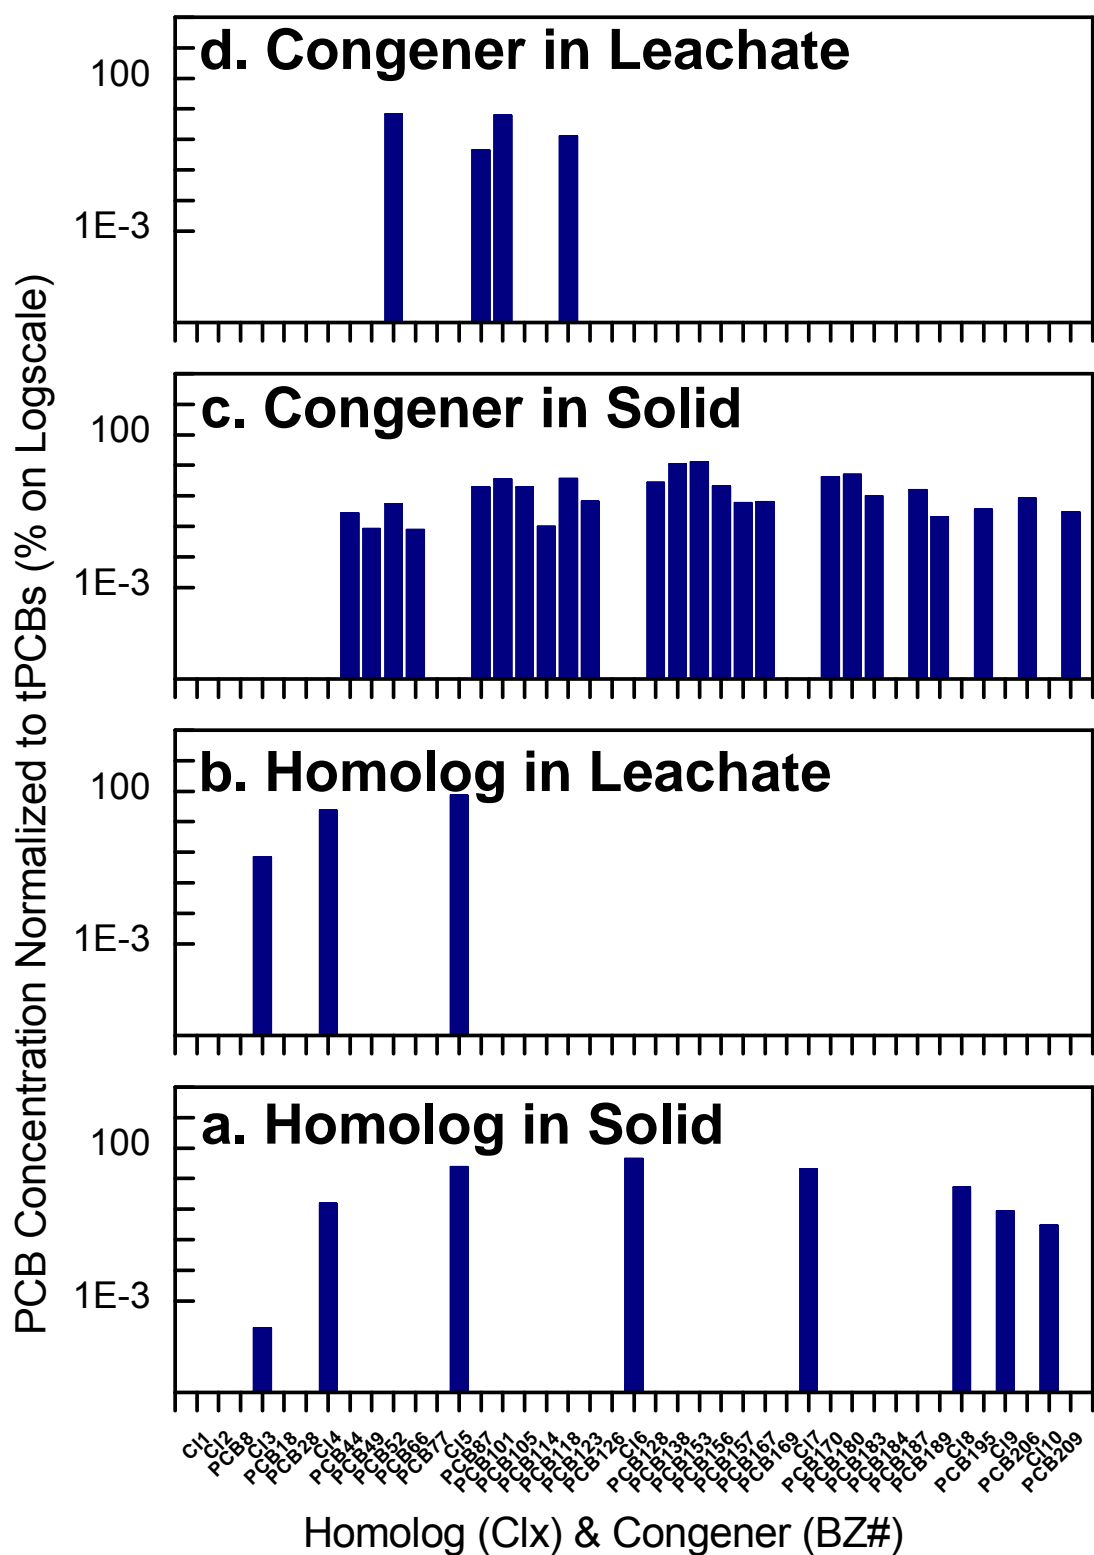 PCB Concentration Normalized to tPCBs (% on Logscale)
d. Congener in Leachate
100
1E-3
c. Congener in Solid
100
1E-3
b. Homolog in Leachate
100
1E-3
a. Homolog in Solid
100
1E-3
Cl1
Cl2
PCB8
Cl3
PCB18
PCB28
Cl4
PCB44
PCB49
PCB52
PCB66
PCB77
Cl5
PCB87
PCB101
PCB105
PCB114
PCB118
PCB123
PCB126
Cl6
PCB128
PCB138
PCB153
PCB156
PCB157
PCB167
PCB169
Cl7
PCB170
PCB180
PCB183
PCB184
PCB187
PCB189
Cl8
PCB195
Cl9
PCB206
Cl10
PCB209
Homolog (Clx) & Congener (BZ#)